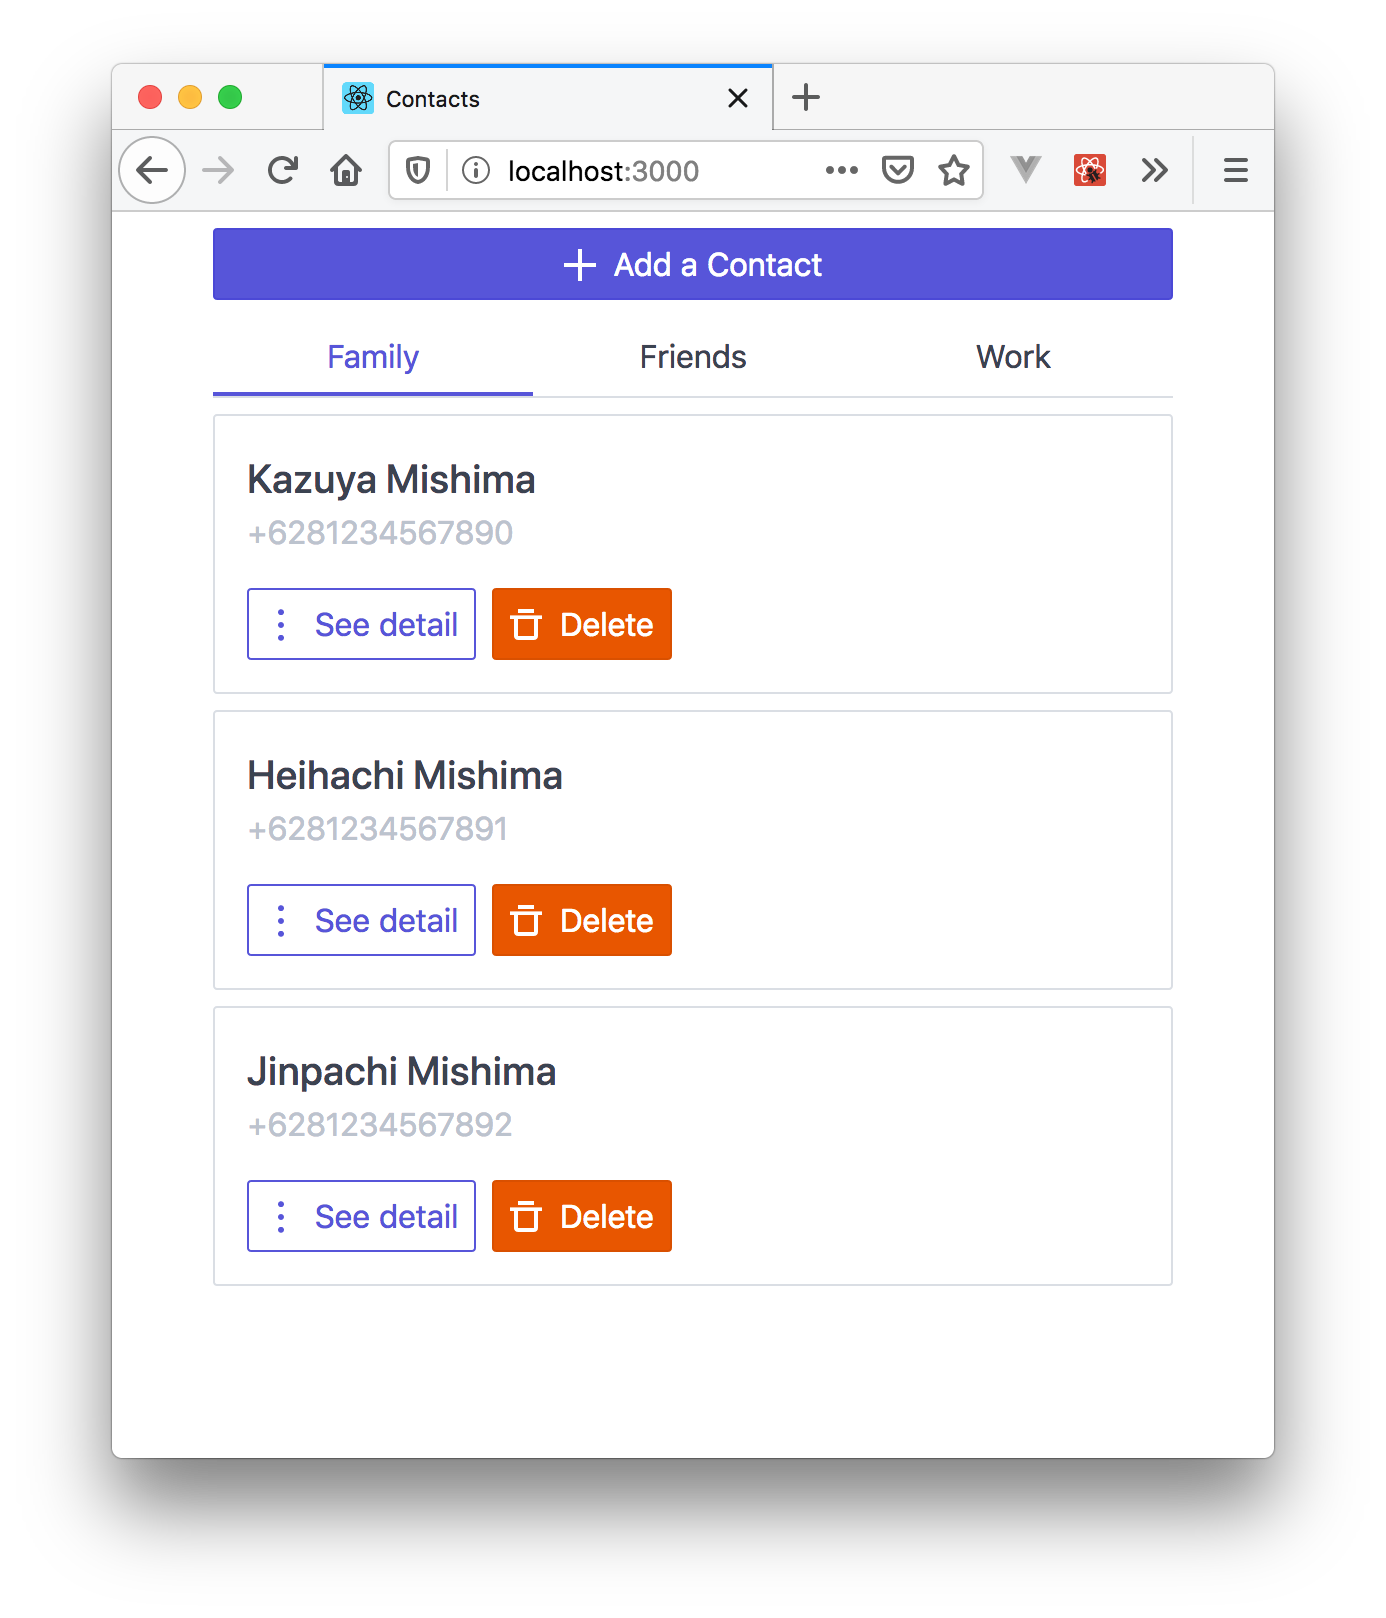 Contacts
localhost:3000
Add a Contact
Family Friends Work
Kazuya Mishima
+6281234567890
See detail Delete
Heihachi Mishima
+6281234567891
See detail Delete
Jinpachi Mishima
+6281234567892
See detail Delete